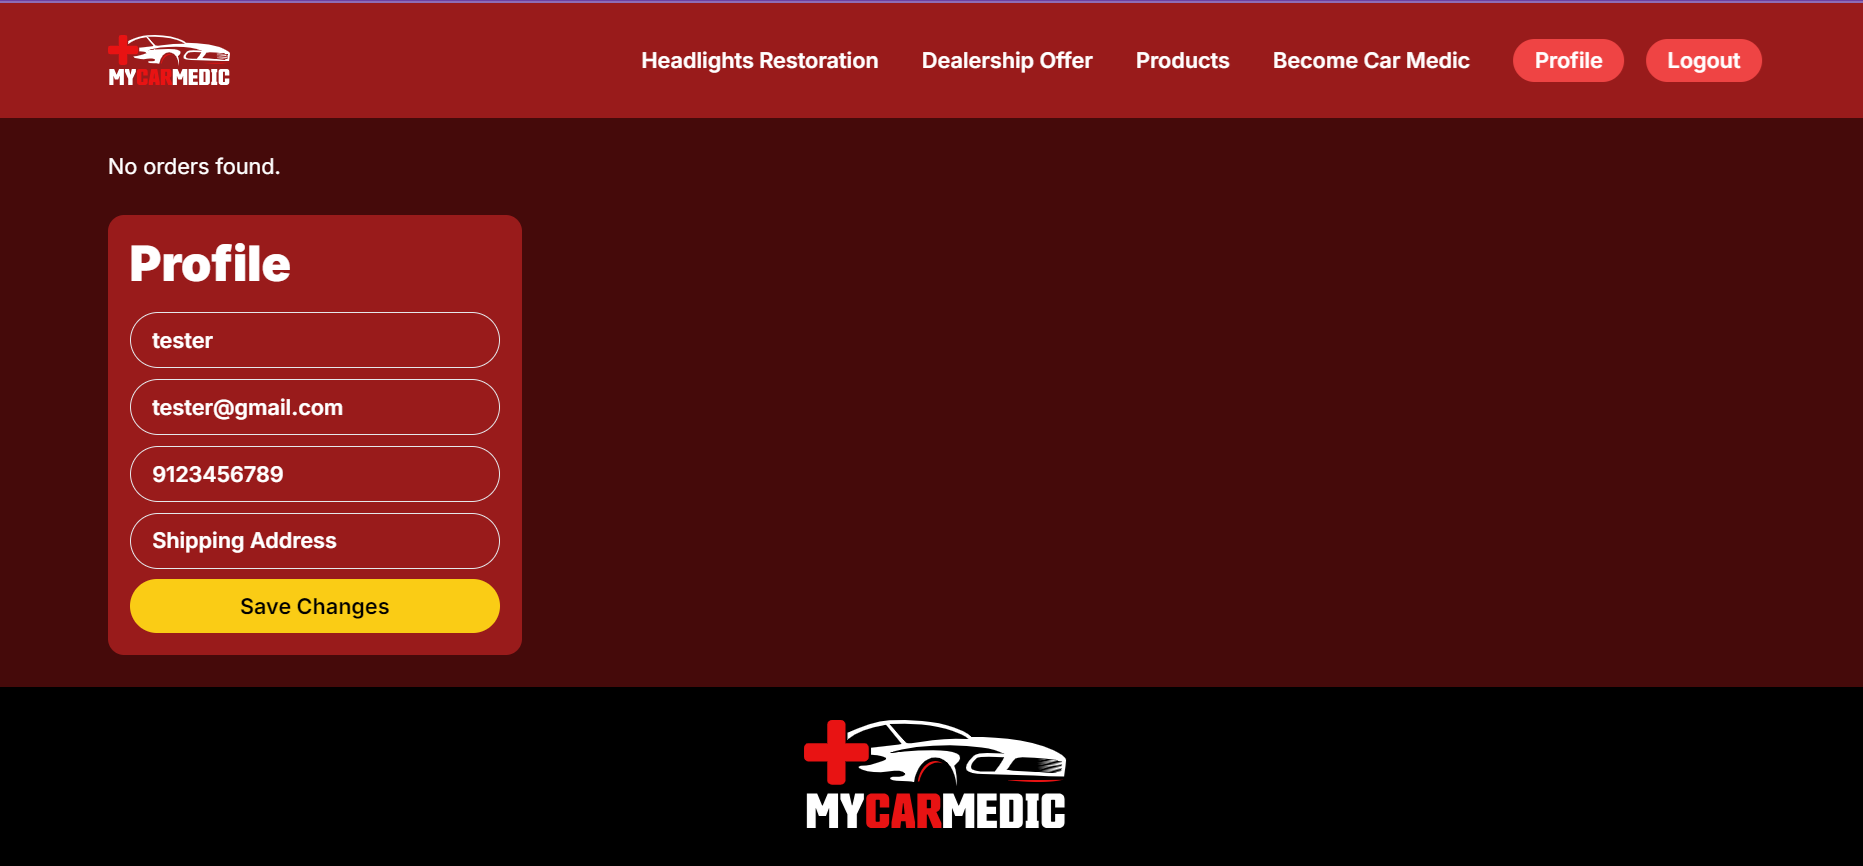 MYCARMEDIC
Headlights Restoration
Dealership Offer
Products
Become Car Medic
Profile
Logout
No orders found.
Profile
tester
tester@gmail.com
9123456789
Shipping Address
Save Changes
MYCARMEDIC